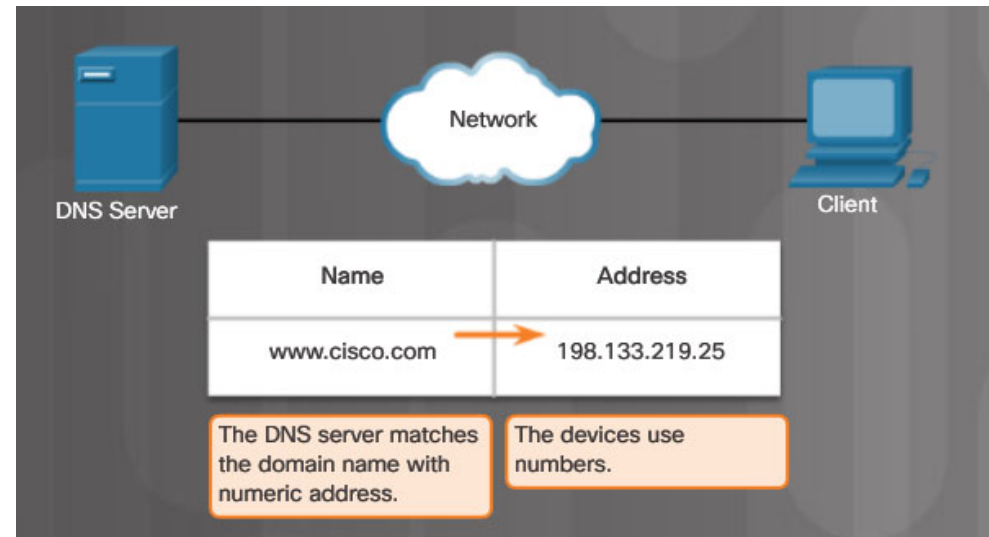 Network
DNS Server
Client
Name
Address
www.cisco.com
198.133.219.25
The DNS server matches
the domain name with
numeric address.
The devices use
numbers.